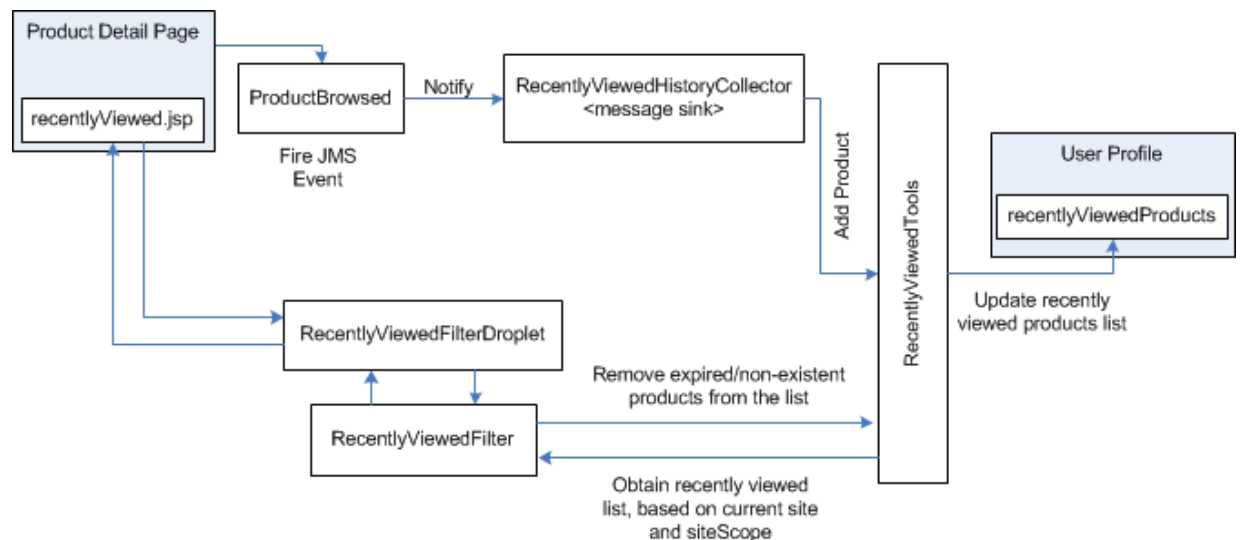 Product Detail Page
recentlyViewed.jsp
ProductBrowsed
Fire JMS
Event
Notify
RecentlyViewedHistoryCollector
<message sink>
Add Product
RecentlyViewedTools
User Profile
recentlyViewedProducts
Update recently
viewed products list
RecentlyViewedFilterDroplet
RecentlyViewedFilter
Remove expired/non-existent
products from the list
Obtain recently viewed
list, based on current site
and siteScope